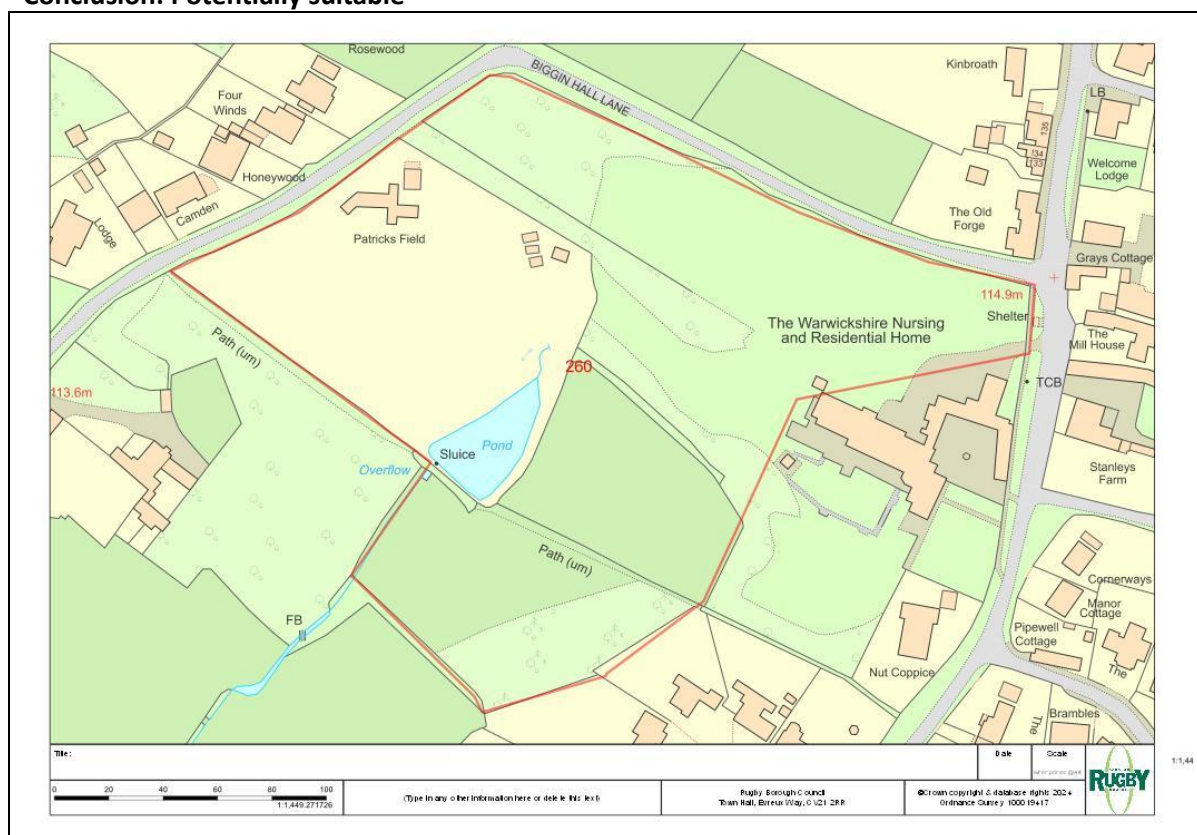 Conclusion: Potentially suitable
Rosewood
BIGGIN HALL LANE
Kinbroath
Four
Winds
LB
136
134
133
Honeywood
Welcome
Lodge
Camden
Lodge
The Old
Forge
Patricks Field
Grays Cottage
114.9m
Shelter
The Warwickshire Nursing
and Residential Home
The
Mill House
Path (um)
260
113.6m
TCB
Pond
Sluice
Overflow
Stanleys
Farm
Path (um)
Cornerways
Manor
Cottage
FB
Pipewell
Cottage
The
Nut Coppice
Brambles
The
Title:
Date
Scale
1:1,44
0 20 40 60 80 100
1:1,449.271726
(Type in any other information here or delete this text)
Rugby Borough Council
Town Hall, Evreux Way, CV21 2RR
©Crown copyright & database rights 2024
Ordnance Survey 100019417
RUGBY